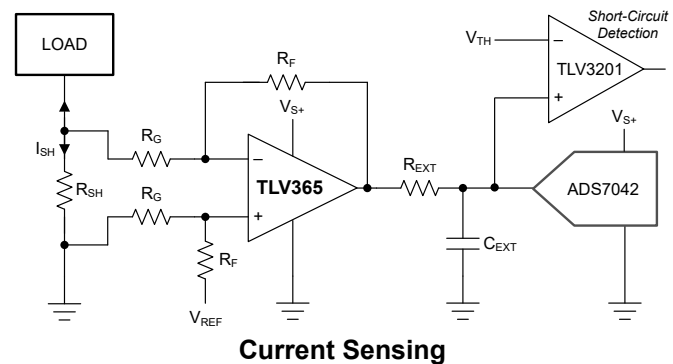 Short-Circuit
Detection
LOAD
V_TH
−
+
TLV3201
R_F
V_S+
V_S+
I_SH
R_G
−
TLV365
R_EXT
ADS7042
R_SH
R_G
+
R_F
C_EXT
V_REF
Current Sensing